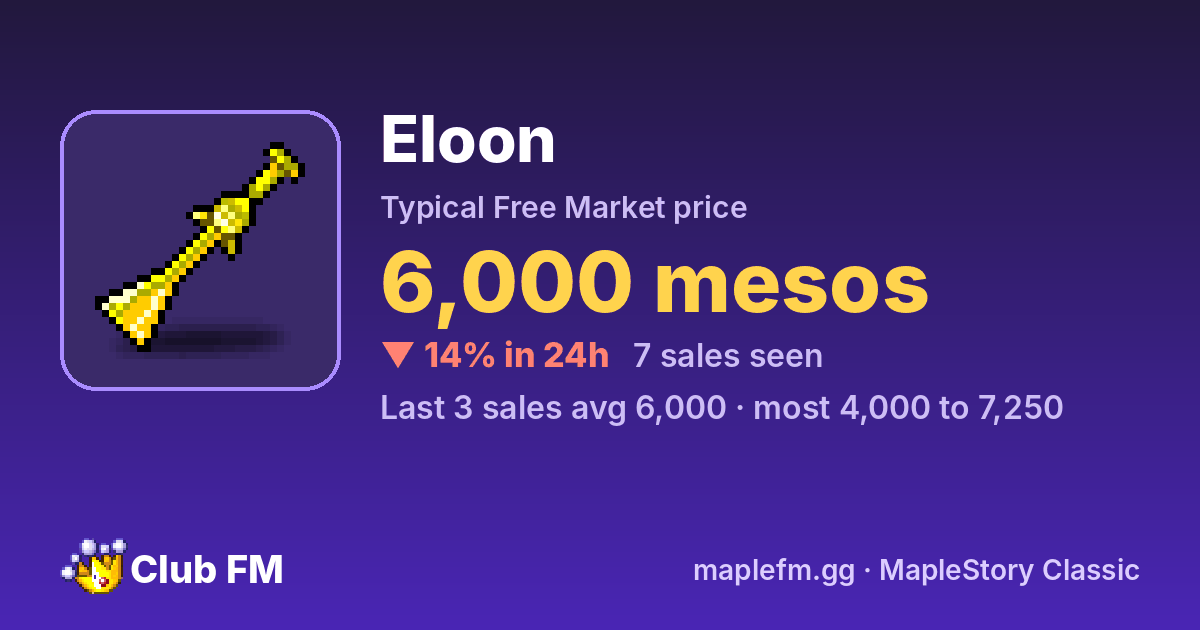 Eloon
Typical Free Market price
6,000 mesos
▼ 14% in 24h 7 sales seen
Last 3 sales avg 6,000 · most 4,000 to 7,250
Club FM
maplefm.gg · MapleStory Classic